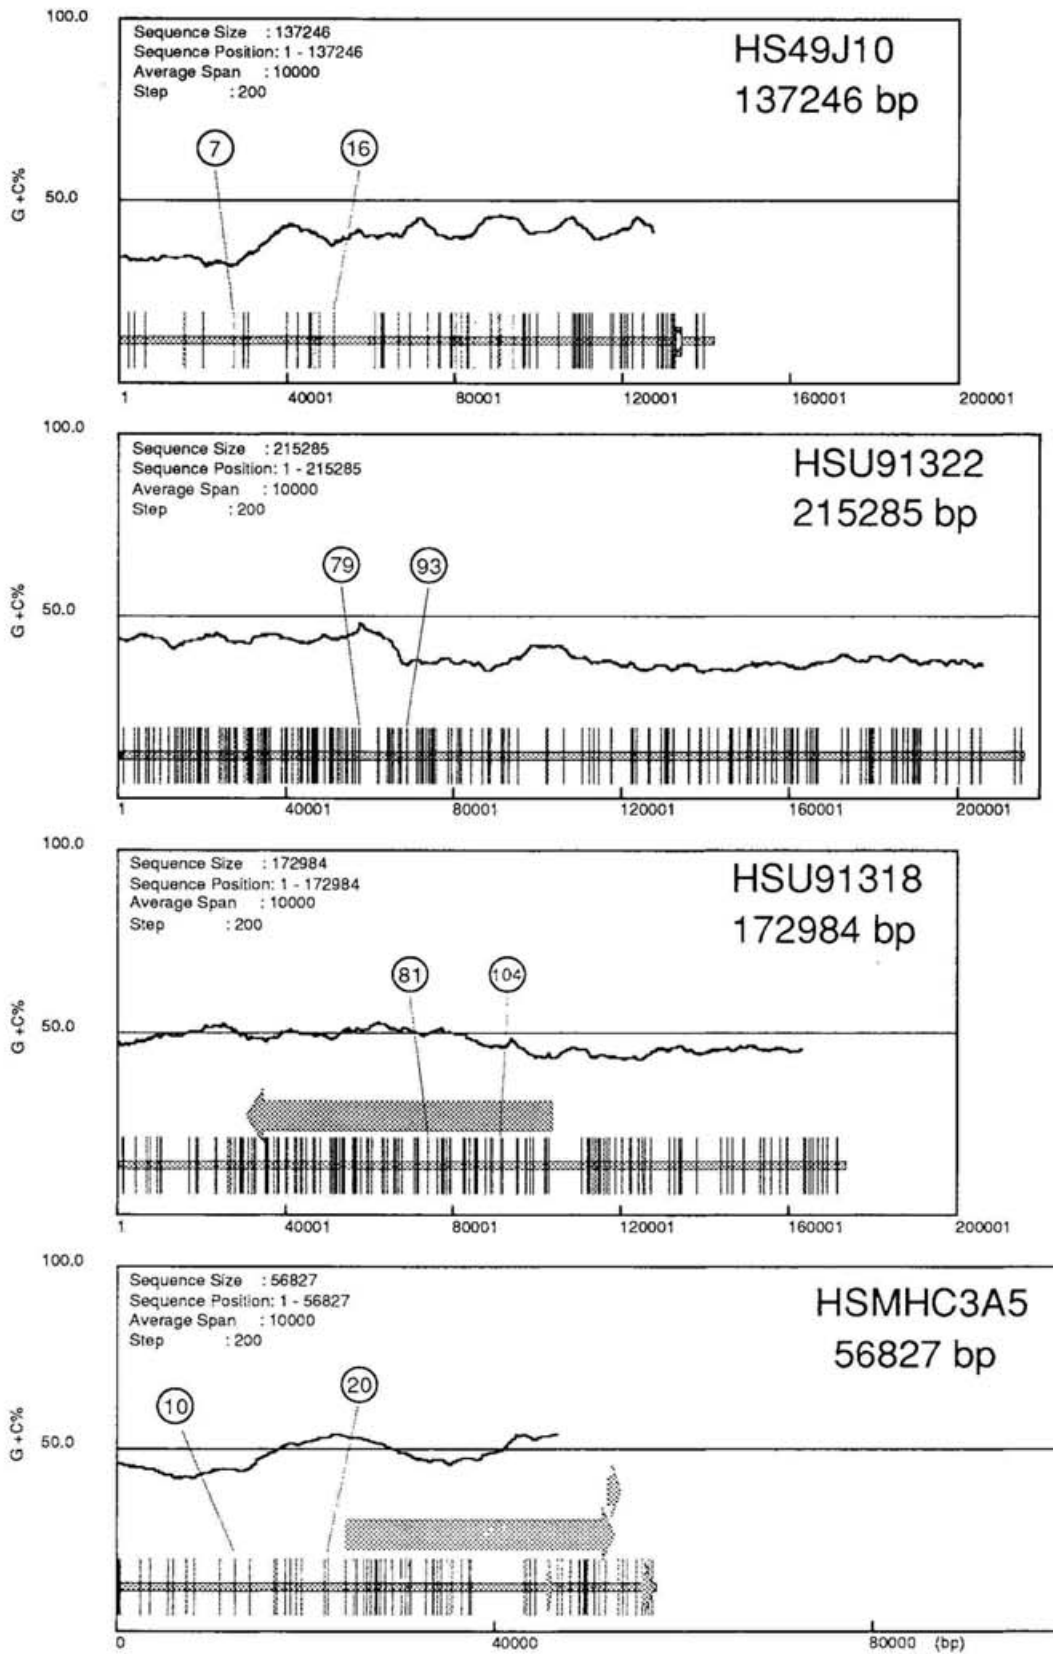 100.0
Sequence Size : 137246
Sequence Position: 1 - 137246
Average Span : 10000
Step : 200
HS49J10
137246 bp
7
16
G +C%
50.0
1
40001
80001
120001
160001
200001
100.0
Sequence Size : 215285
Sequence Position: 1 - 215285
Average Span : 10000
Step : 200
HSU91322
215285 bp
79
93
G +C%
50.0
1
40001
80001
120001
160001
200001
100.0
Sequence Size : 172984
Sequence Position: 1 - 172984
Average Span : 10000
Step : 200
HSU91318
172984 bp
81
104
G +C%
50.0
1
40001
80001
120001
160001
200001
100.0
Sequence Size : 56827
Sequence Position: 1 - 56827
Average Span : 10000
Step : 200
HSMHC3A5
56827 bp
10
20
G +C%
50.0
0
40000
80000 (bp)